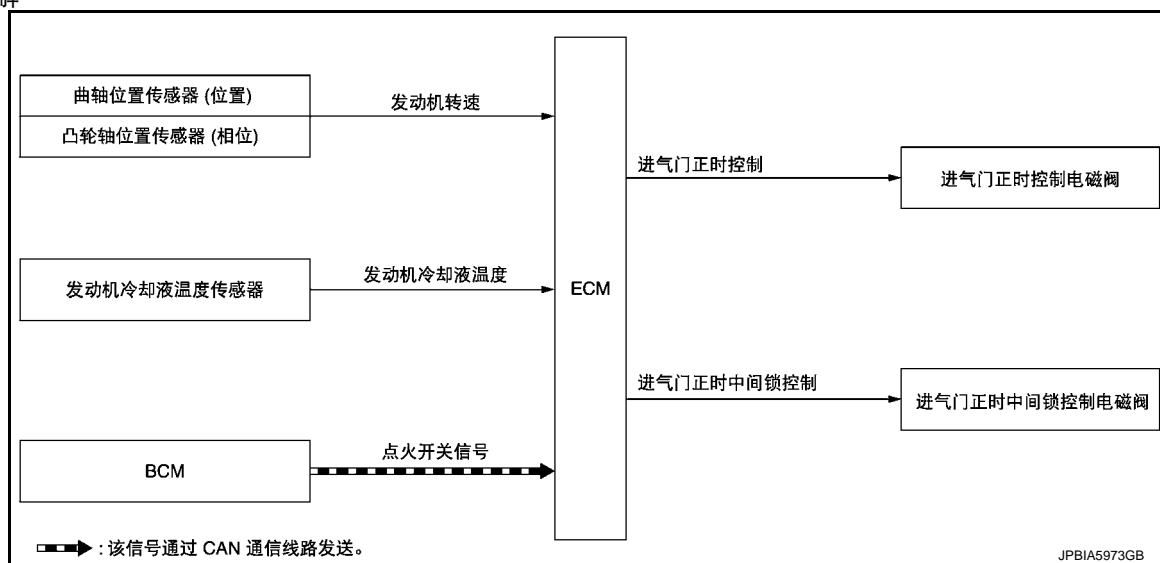 曲轴位置传感器 (位置)
凸轮轴位置传感器 (相位)
发动机转速
发动机冷却液温度传感器
发动机冷却液温度
BCM
点火开关信号
ECM
进气门正时控制
进气门正时控制电磁阀
进气门正时中间锁控制
进气门正时中间锁控制电磁阀
: 该信号通过 CAN 通信线路发送。
JPBIA5973GB